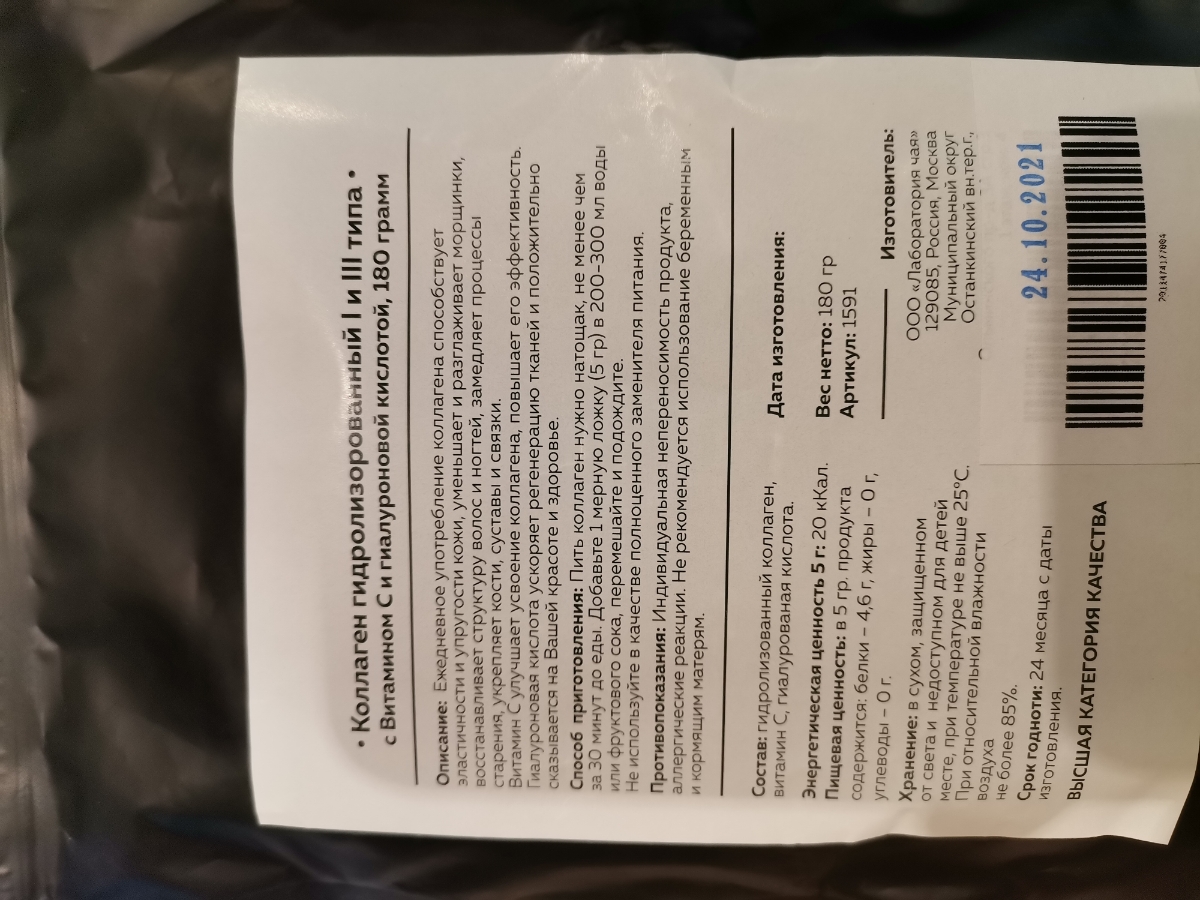 • Коллаген гидролизорованный I и III типа •
с Витамином С и гиалуроновой кислотой, 180 грамм
Описание: Ежедневное употребление коллагена способствует
эластичности и упругости кожи, уменьшает и разглаживает морщинки,
восстанавливает структуру волос и ногтей, замедляет процессы
старения, укрепляет кости, суставы и связки.
Витамин С улучшает усвоение коллагена, повышает его эффективность.
Гиалуроновая кислота ускоряет регенерацию тканей и положительно
сказывается на Вашей красоте и здоровье.
Способ приготовления: Пить коллаген нужно натощак, не менее чем
за 30 минут до еды. Добавьте 1 мерную ложку (5 гр) в 200-300 мл воды
или фруктового сока, перемешайте и подождите.
Не используйте в качестве полноценного заменителя питания.
Противопоказания: Индивидуальная непереносимость продукта,
аллергические реакции. Не рекомендуется использование беременным
и кормящим матерям.
Состав: гидролизованный коллаген,
витамин С, гиалурованая кислота.
Энергетическая ценность 5 г: 20 кКал.
Пищевая ценность: в 5 гр. продукта
содержится: белки – 4,6 г, жиры – 0 г,
углеводы – 0 г.
Хранение: в сухом, защищенном
от света и недоступном для детей
месте, при температуре не выше 25°С.
При относительной влажности
воздуха
не более 85%.
Срок годноти: 24 месяца с даты
изготовления.
ВЫСШАЯ КАТЕГОРИЯ КАЧЕСТВА
Дата изготовления:
Вес нетто: 180 гр
Артикул: 1591
Изготовитель:
ООО «Лаборатория чая»
129085, Россия, Москва
Муниципальный округ
Останкинский вн.тер.г.,
24.10.2021